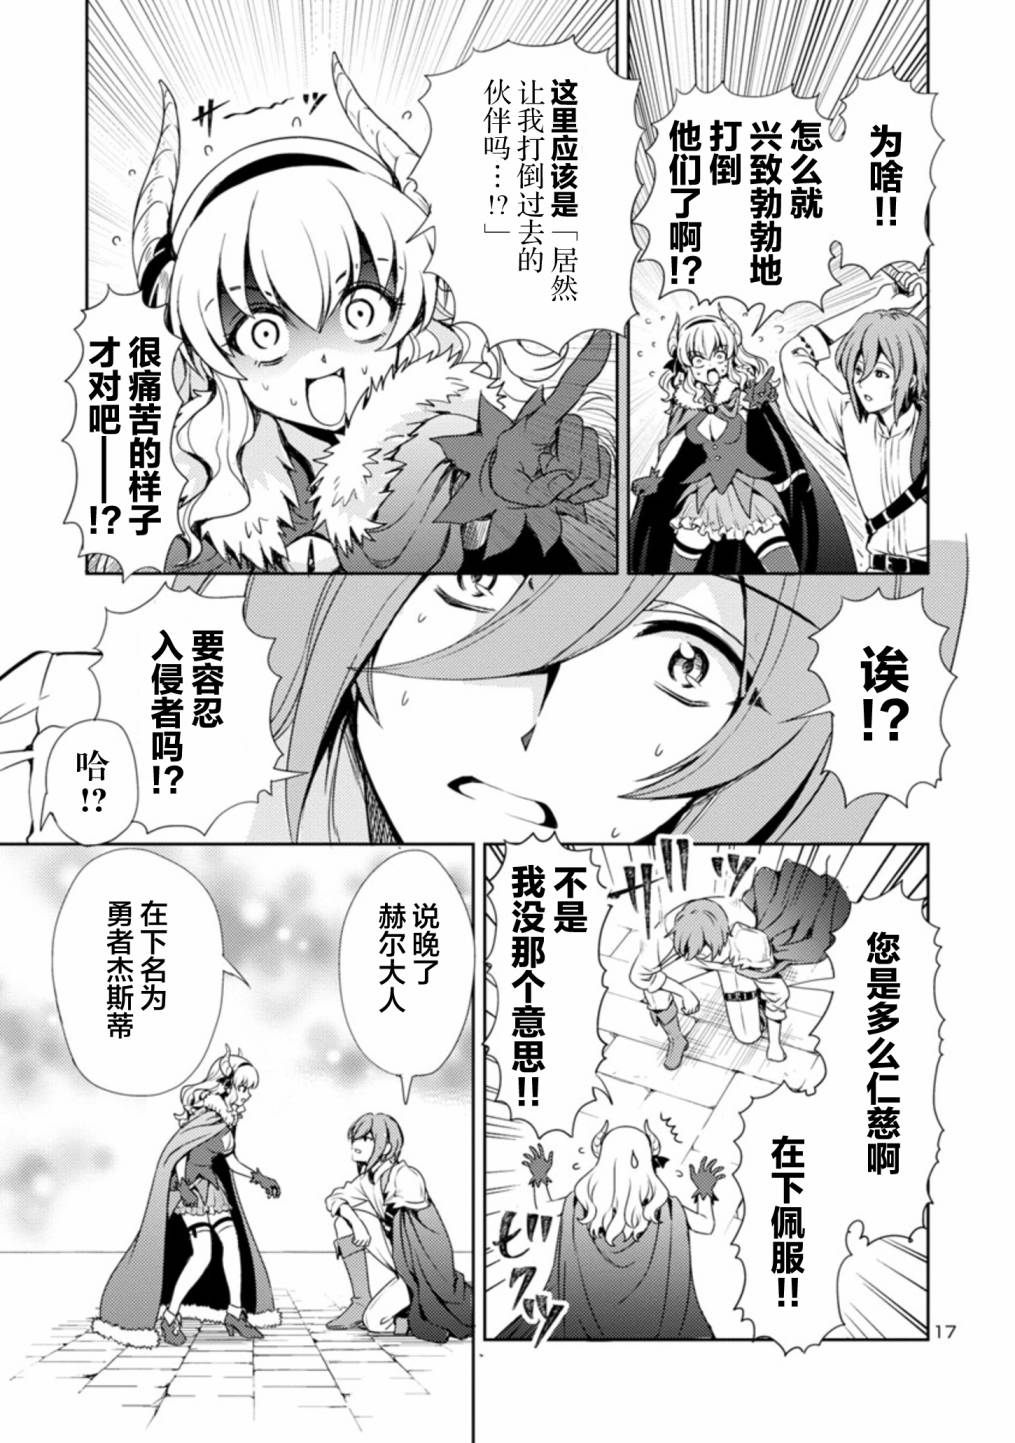 为啥!!
怎么就
兴致勃勃地
打倒
他们了啊!?
这里应该是「居然
让我打倒过去的
伙伴吗…!?」
很痛苦的样子
才对吧——!?
诶!?
要容忍
入侵者吗!?
哈!?
您是多么仁慈啊
在下佩服!!
不是
我没那个意思!!
ビクッ
说晚了
赫尔大人
在下名为
勇者杰斯蒂
17